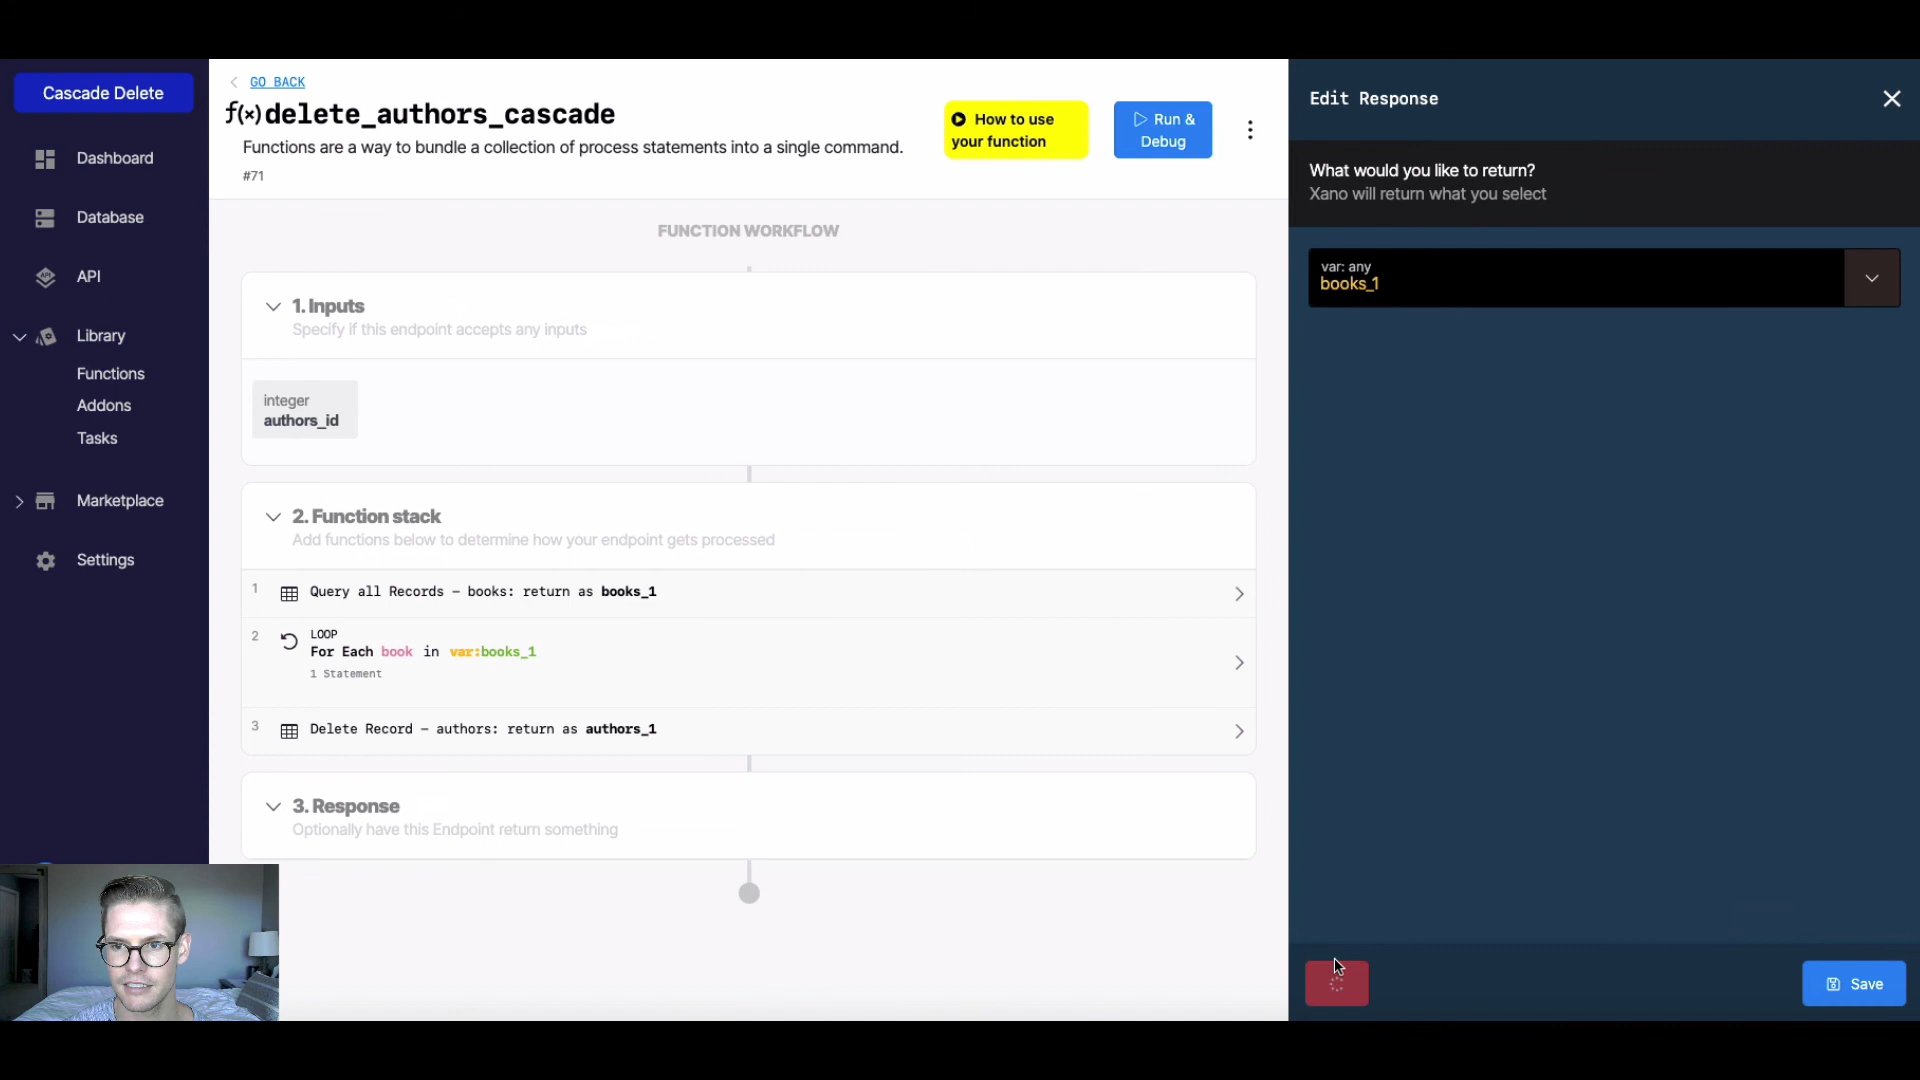 Cascade Delete
Dashboard
Database
API
Library
Functions
Addons
Tasks
Marketplace
Settings
GO BACK
f(x) delete_authors_cascade
Functions are a way to bundle a collection of process statements into a single command.
#71
How to use
your function
Run &
Debug
FUNCTION WORKFLOW
1. Inputs
Specify if this endpoint accepts any inputs
integer
authors_id
2. Function stack
Add functions below to determine how your endpoint gets processed
1 Query all Records – books: return as books_1
2 LOOP
For Each book in var:books_1
1 Statement
3 Delete Record – authors: return as authors_1
3. Response
Optionally have this Endpoint return something
Edit Response
What would you like to return?
Xano will return what you select
var: any
books_1
Save